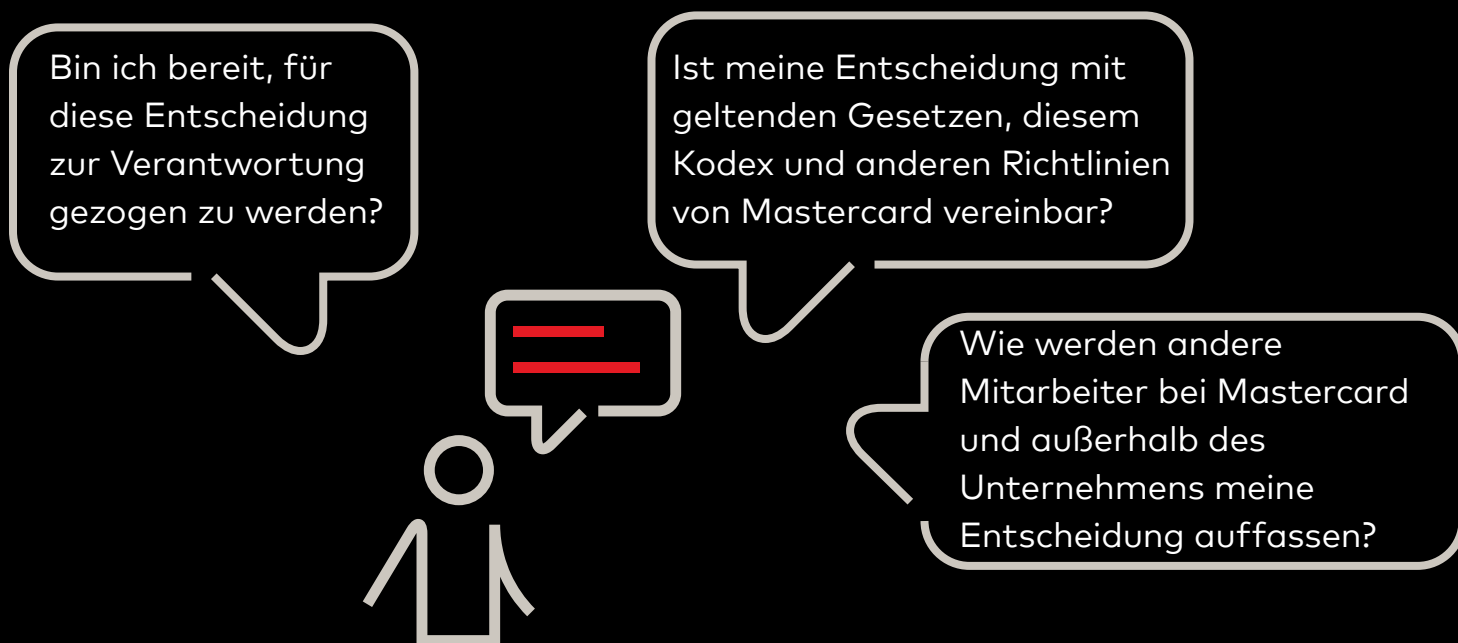 Bin ich bereit, für
diese Entscheidung
zur Verantwortung
gezogen zu werden?
Ist meine Entscheidung mit
geltenden Gesetzen, diesem
Kodex und anderen Richtlinien
von Mastercard vereinbar?
Wie werden andere
Mitarbeiter bei Mastercard
und außerhalb des
Unternehmens meine
Entscheidung auffassen?